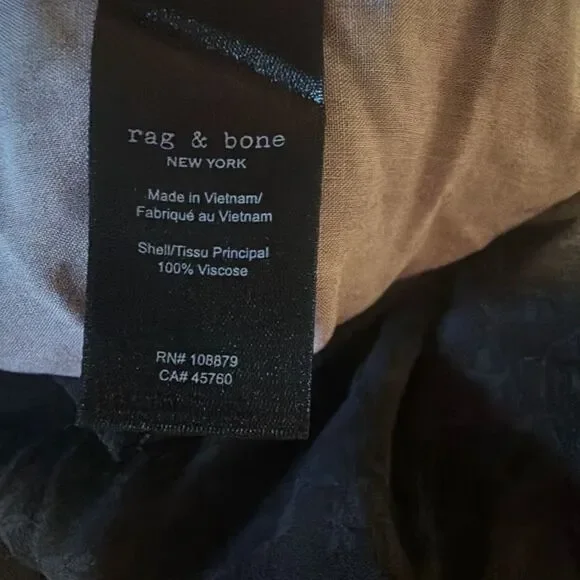 rag & bone
NEW YORK
Made in Vietnam/
Fabriqué au Vietnam
Shell/Tissu Principal
100% Viscose
RN# 108879
CA# 45760